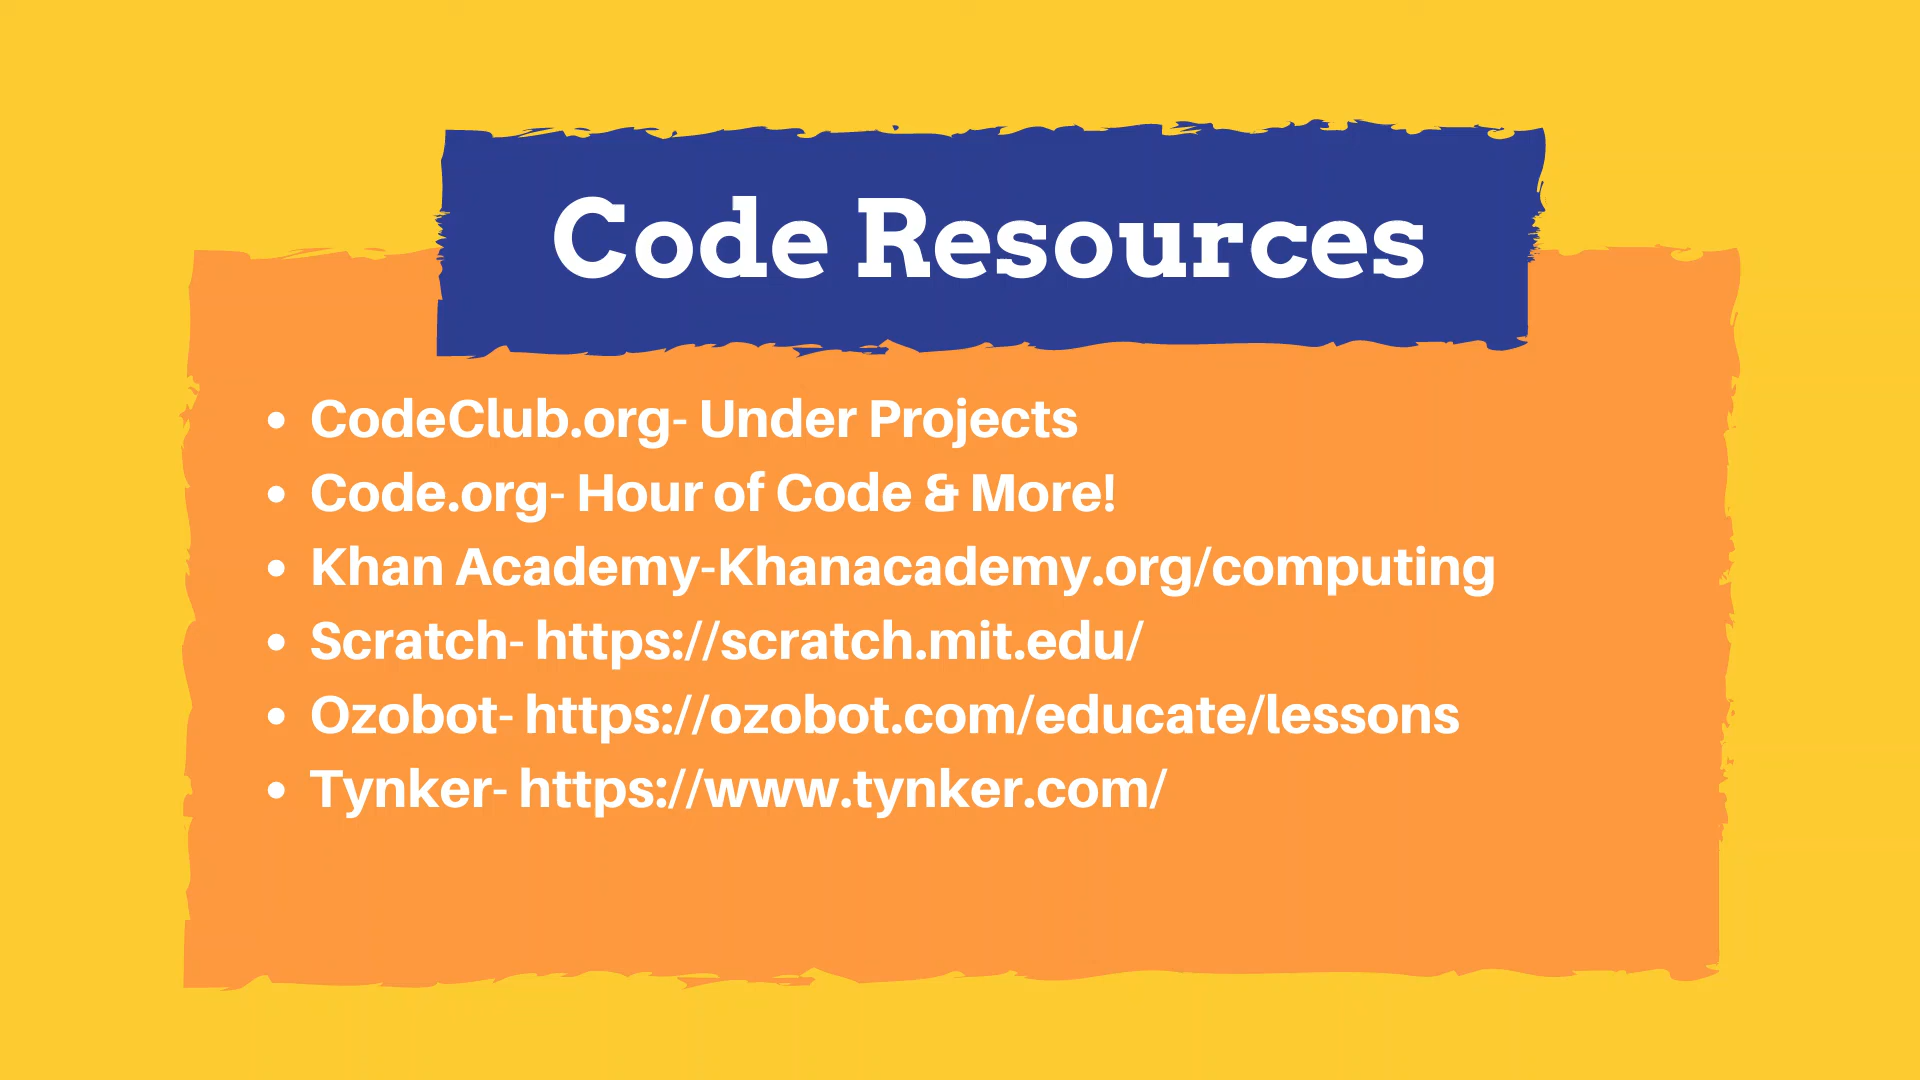 Code Resources
• CodeClub.org- Under Projects
• Code.org- Hour of Code & More!
• Khan Academy-Khanacademy.org/computing
• Scratch- https://scratch.mit.edu/
• Ozobot- https://ozobot.com/educate/lessons
• Tynker- https://www.tynker.com/